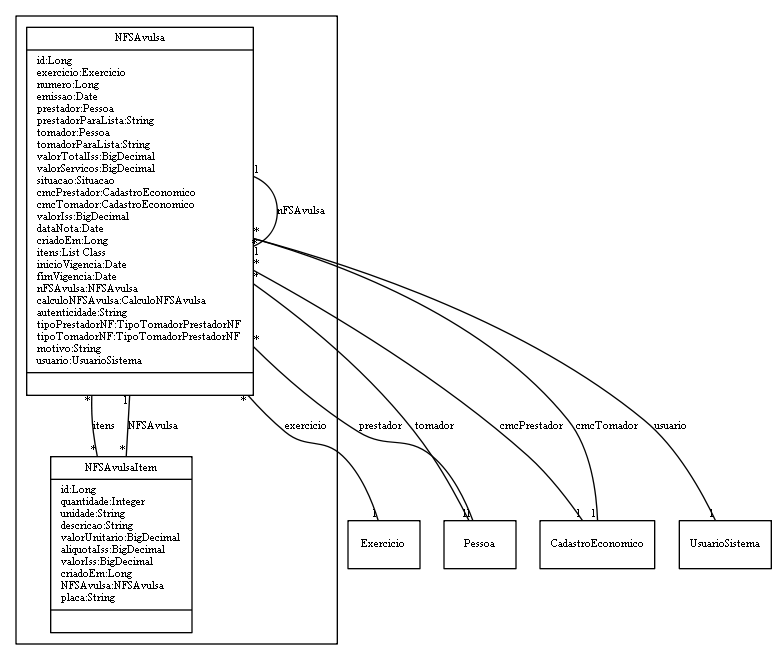 NFSAvulsa
id:Long
exercicio:Exercicio
numero:Long
emissao:Date
prestador:Pessoa
prestadorParaLista:String
tomador:Pessoa
tomadorParaLista:String
valorTotalIss:BigDecimal
valorServicos:BigDecimal
situacao:Situacao
cmcPrestador:CadastroEconomico
cmcTomador:CadastroEconomico
valorIss:BigDecimal
dataNota:Date
criadoEm:Long
itens:List Class
inicioVigencia:Date
fimVigencia:Date
nFSAvulsa:NFSAvulsa
calculoNFSAvulsa:CalculoNFSAvulsa
autenticidade:String
tipoPrestadorNF:TipoTomadorPrestadorNF
tipoTomadorNF:TipoTomadorPrestadorNF
motivo:String
usuario:UsuarioSistema
1
nFSAvulsa
*
1
*
*
*
* 1 *
itens NFSAvulsa exercicio prestador tomador cmcPrestador cmcTomador usuario
* *
NFSAvulsaItem
id:Long
quantidade:Integer
unidade:String
descricao:String
valorUnitario:BigDecimal
aliquotaIss:BigDecimal
valorIss:BigDecimal
criadoEm:Long
NFSAvulsa:NFSAvulsa
placa:String
1 1 1 1 1 1
Exercicio Pessoa CadastroEconomico UsuarioSistema